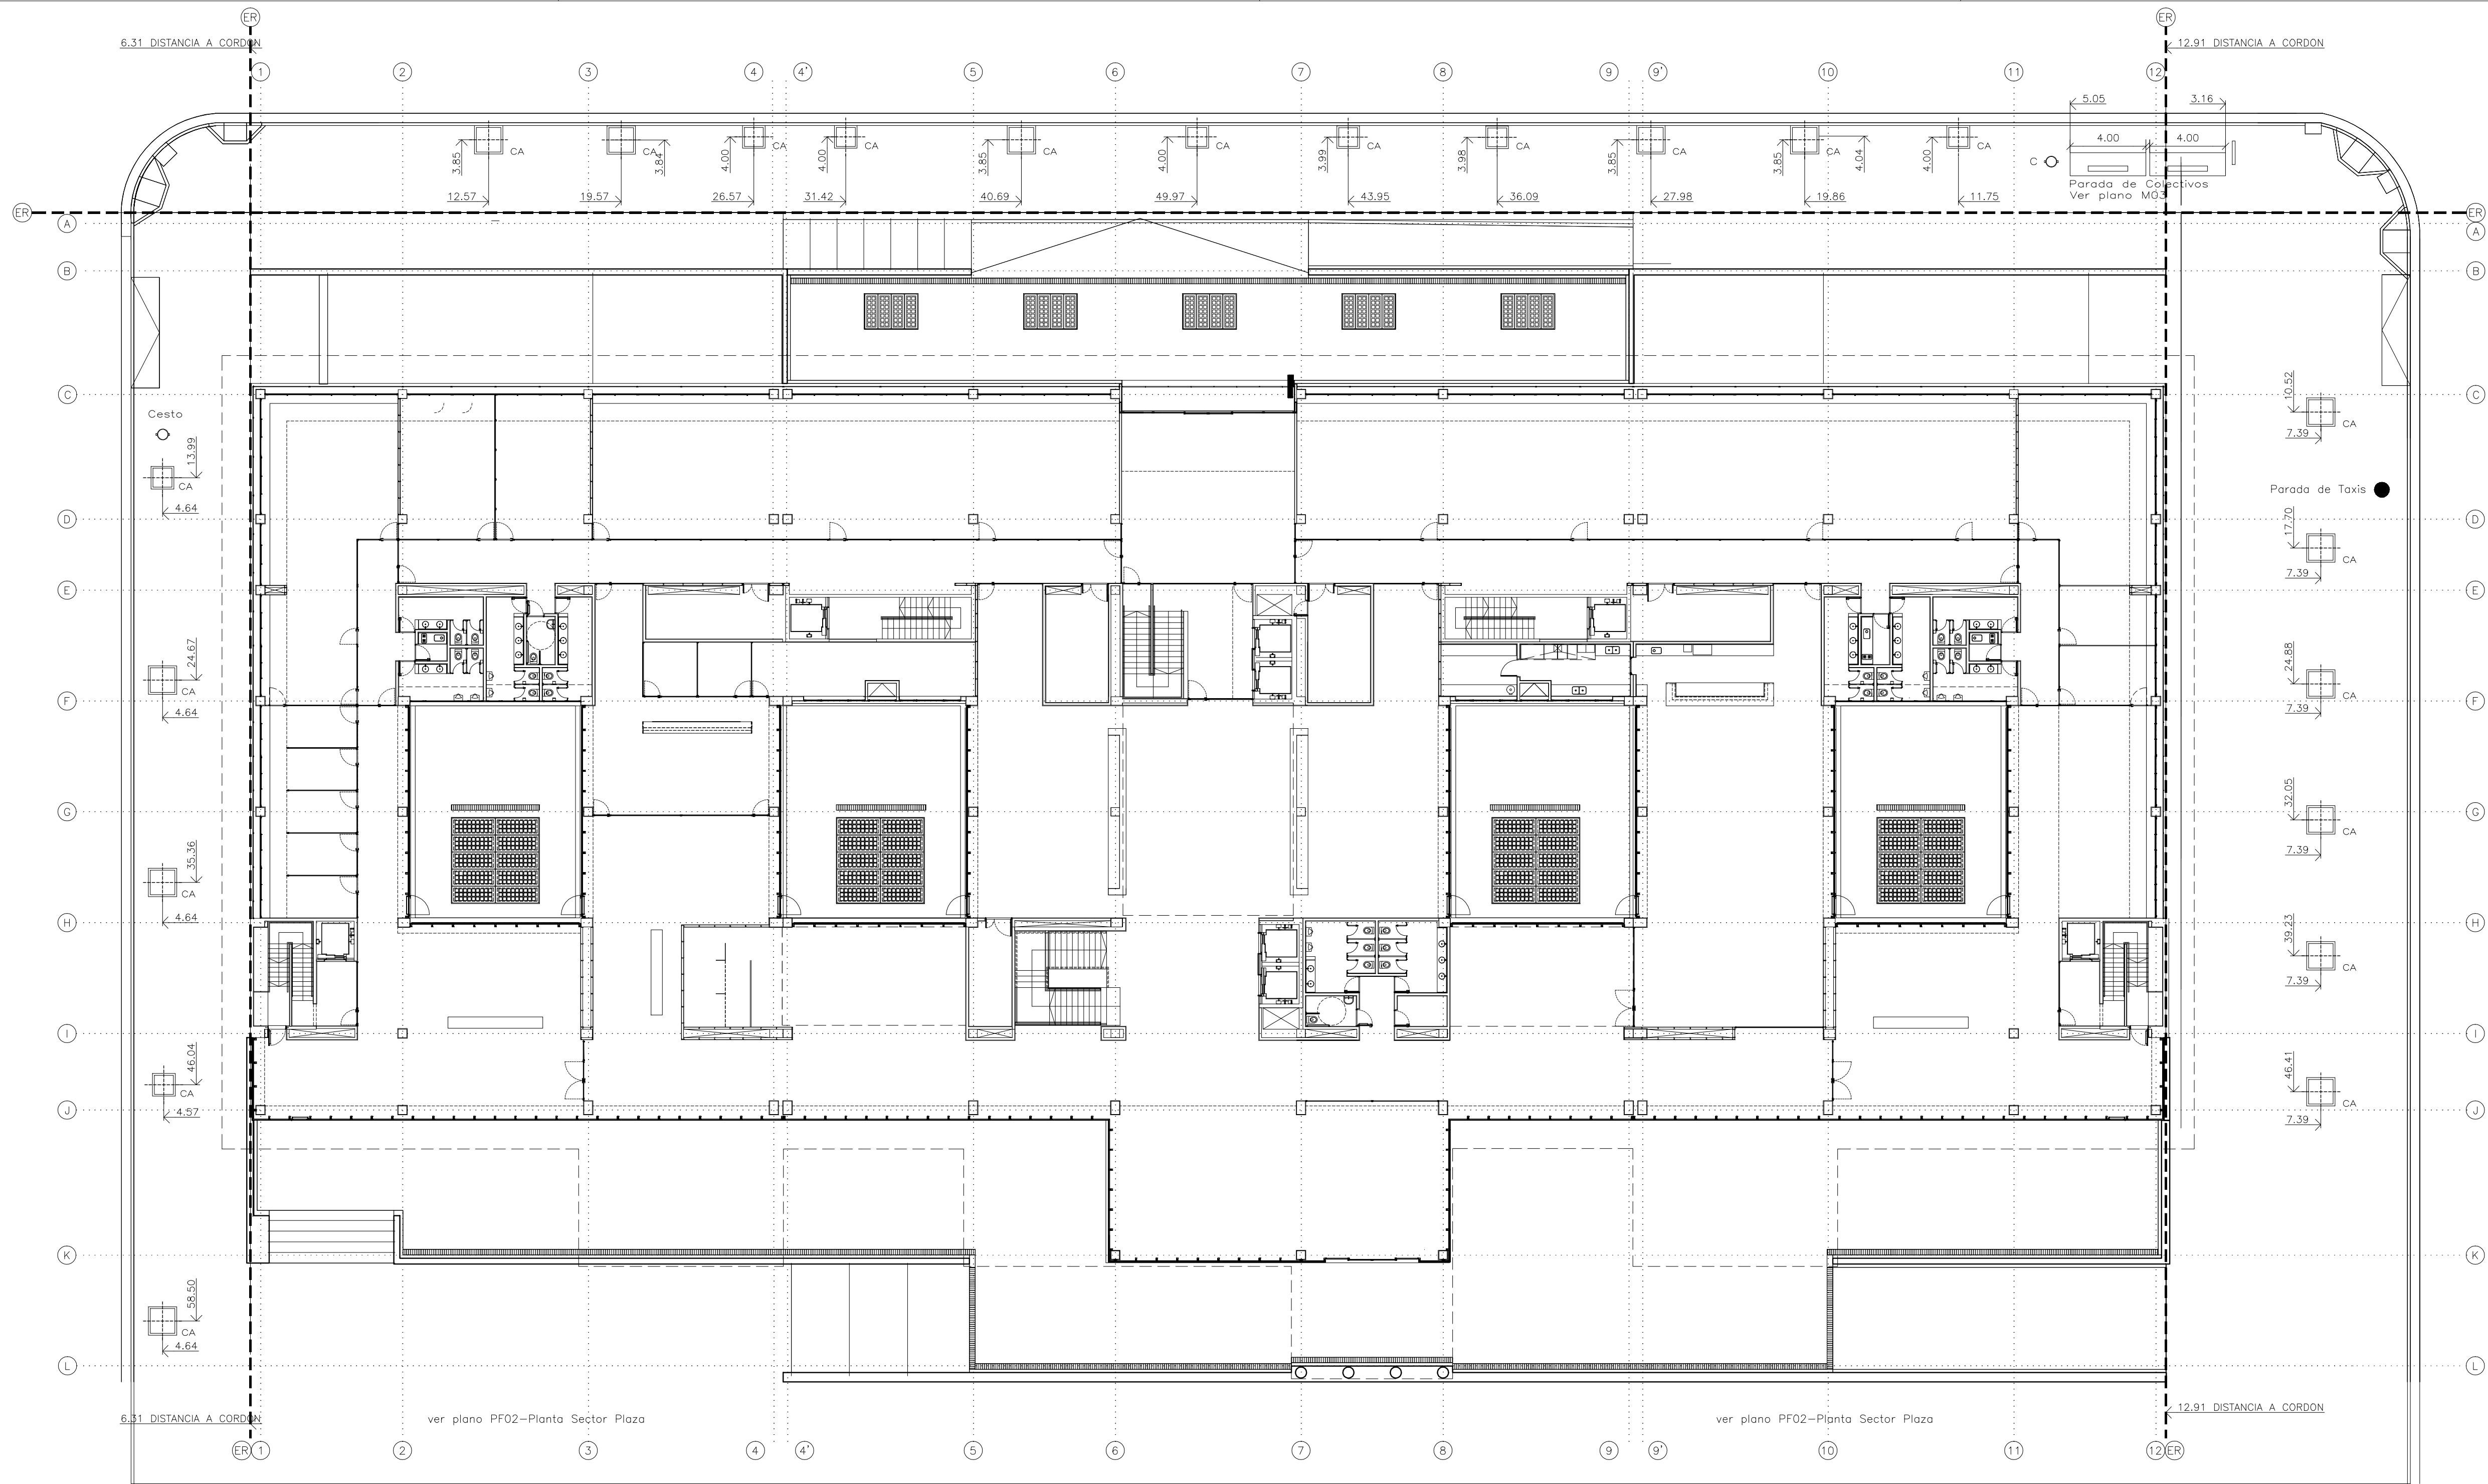 ER
ER
6.31 DISTANCIA A CORDON
12.91 DISTANCIA A CORDON
1
2
3
4
4'
5
6
7
8
9
9'
10
11
12
5.05
3.16
4.00
4.00
3.85
12.57
CA
19.57
CA
3.84
4.00
26.57
CA
4.00
31.42
CA
3.85
40.69
CA
4.00
49.97
CA
3.99
43.95
CA
3.98
36.09
CA
3.85
27.98
CA
3.85
19.86
CA
4.04
4.00
11.75
CA
C
Parada de Colectivos
Ver plano M03
ER
ER
A
A
B
B
C
C
Cesto
13.99
CA
4.64
10.52
CA
7.39
Parada de Taxis
D
D
17.70
CA
7.39
E
E
24.67
CA
4.64
24.88
CA
7.39
F
F
32.05
CA
7.39
G
G
35.36
CA
4.64
H
H
39.23
CA
7.39
I
I
46.04
CA
4.57
46.41
CA
7.39
J
J
K
K
58.50
CA
4.64
L
L
6.31 DISTANCIA A CORDON
ver plano PF02-Planta Sector Plaza
ver plano PF02-Planta Sector Plaza
12.91 DISTANCIA A CORDON
ER
1
2
3
4
4'
5
6
7
8
9
9'
10
11
12
ER